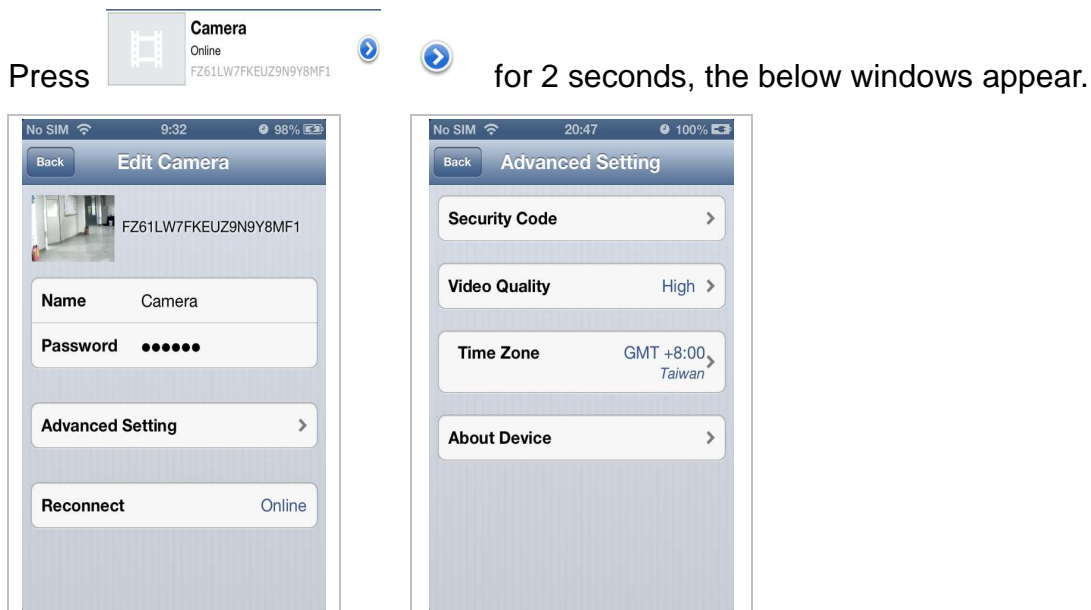 Camera
Online
FZ61LW7FKEUZ9N9Y8MF1
Press for 2 seconds, the below windows appear.
No SIM 9:32 98%
Back Edit Camera
FZ61LW7FKEUZ9N9Y8MF1
Name Camera
Password ●●●●●●
Advanced Setting
Reconnect Online
No SIM 20:47 100%
Back Advanced Setting
Security Code
Video Quality High
Time Zone GMT +8:00
Taiwan
About Device